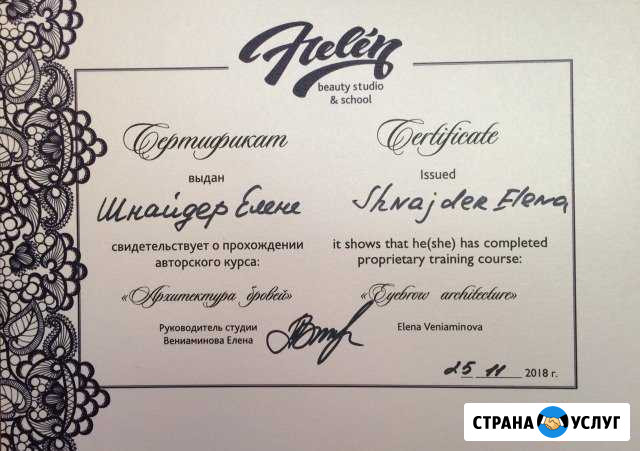 Helén
beauty studio
& school
Сертификат
выдан
Шнайдер Елене
свидетельствует о прохождении
авторского курса:
«Архитектура бровей»
Руководитель студии
Вениаминова Елена
Certificate
Issued
Shnajder Elena
it shows that he(she) has completed
proprietary training course:
«Eyebrow architecture»
Elena Veniaminova
25 11 2018 г.
СТРАНА УСЛУГ